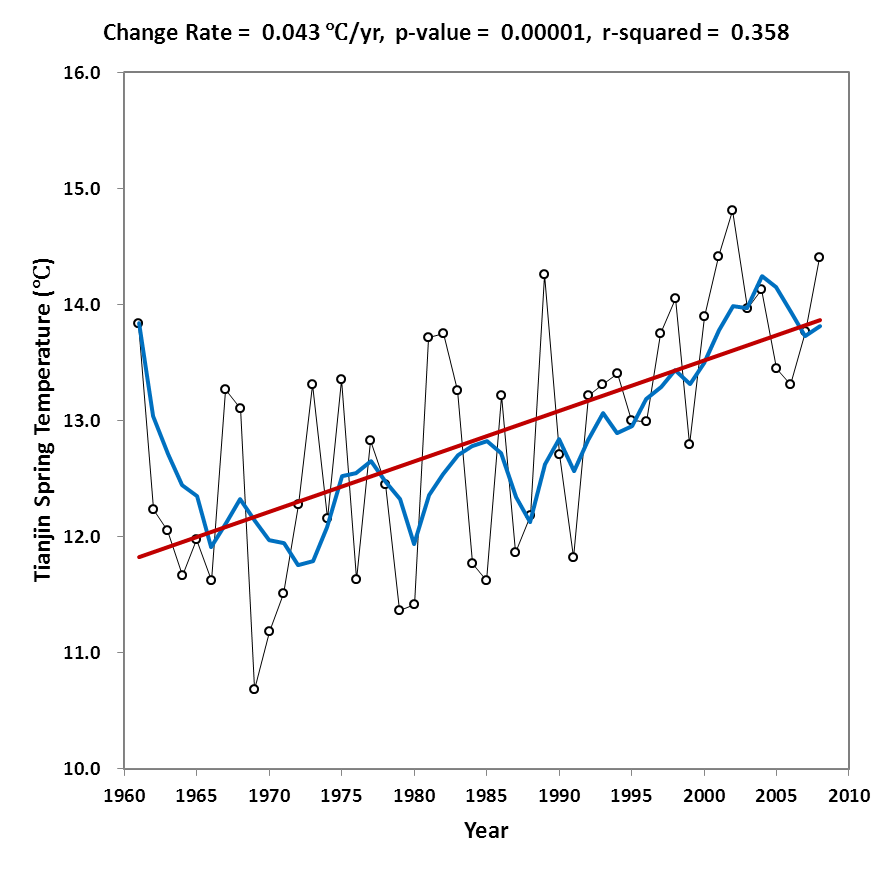 Change Rate = 0.043 ℃/yr, p-value = 0.00001, r-squared = 0.358
16.0
15.0
14.0
13.0
12.0
11.0
10.0
Tianjin Spring Temperature (℃)
1960 1965 1970 1975 1980 1985 1990 1995 2000 2005 2010
Year